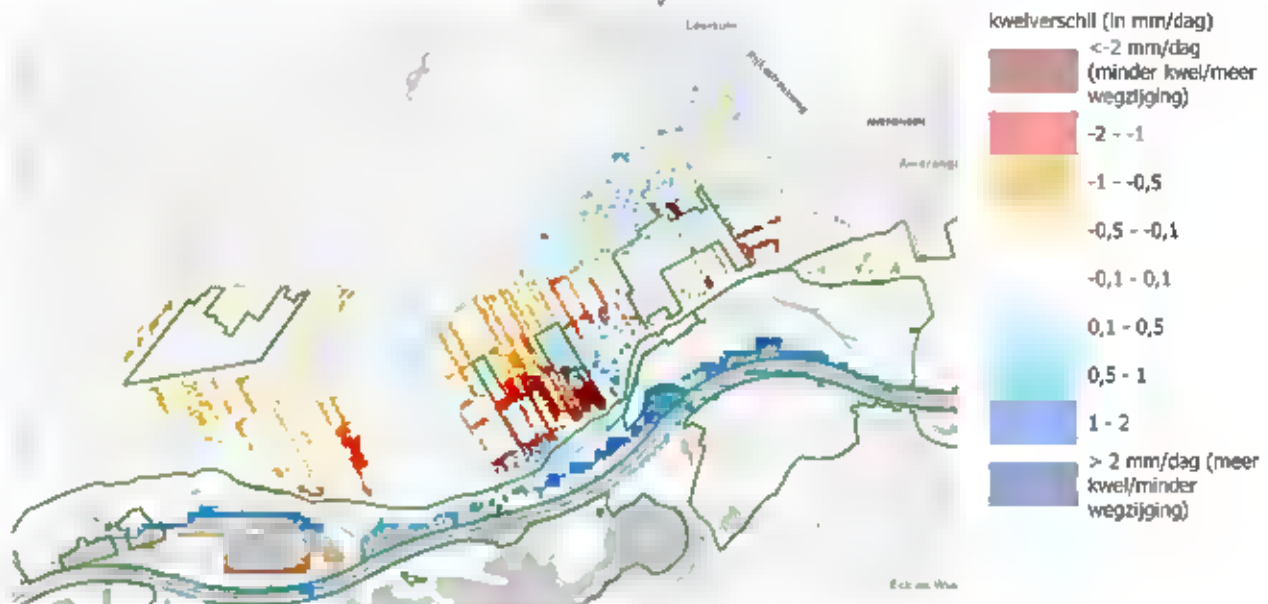 Leersum
Rijksstraatweg
AMERONGEN
kwelverschil (in mm/dag)
<-2 mm/dag
(minder kwel/meer
wegzijging)
-2 - -1
-1 - -0,5
-0,5 - -0,1
-0,1 - 0,1
0,1 - 0,5
0,5 - 1
1 - 2
> 2 mm/dag (meer
kwel/minder
wegzijging)